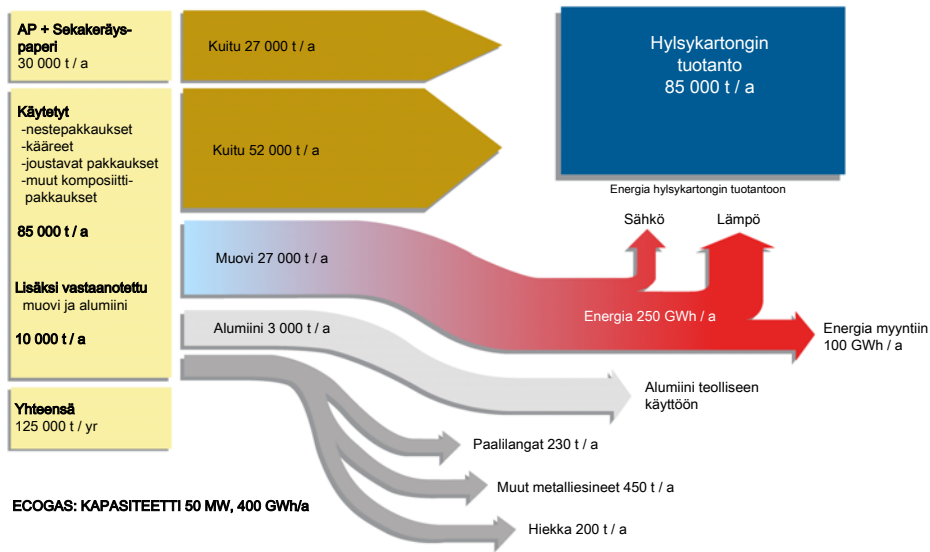 AP + Sekakeräys-
paperi
30 000 t / a
Kuitu 27 000 t / a
Hylsykartongin
tuotanto
85 000 t / a
Käytetyt
-nestepakkaukset
-kääreet
-joustavat pakkaukset
-muut komposiitti-
pakkaukset
85 000 t / a
Kuitu 52 000 t / a
Energia hylsykartongin tuotantoon
Sähkö
Lämpö
Muovi 27 000 t / a
Lisäksi vastaanotettu
muovi ja alumiini
10 000 t / a
Energia 250 GWh / a
Energia myyntiin
100 GWh / a
Alumiini 3 000 t / a
Alumiini teolliseen
käyttöön
Yhteensä
125 000 t / yr
Paalilangat 230 t / a
Muut metalliesineet 450 t / a
Hiekka 200 t / a
ECOGAS: KAPASITEETTI 50 MW, 400 GWh/a